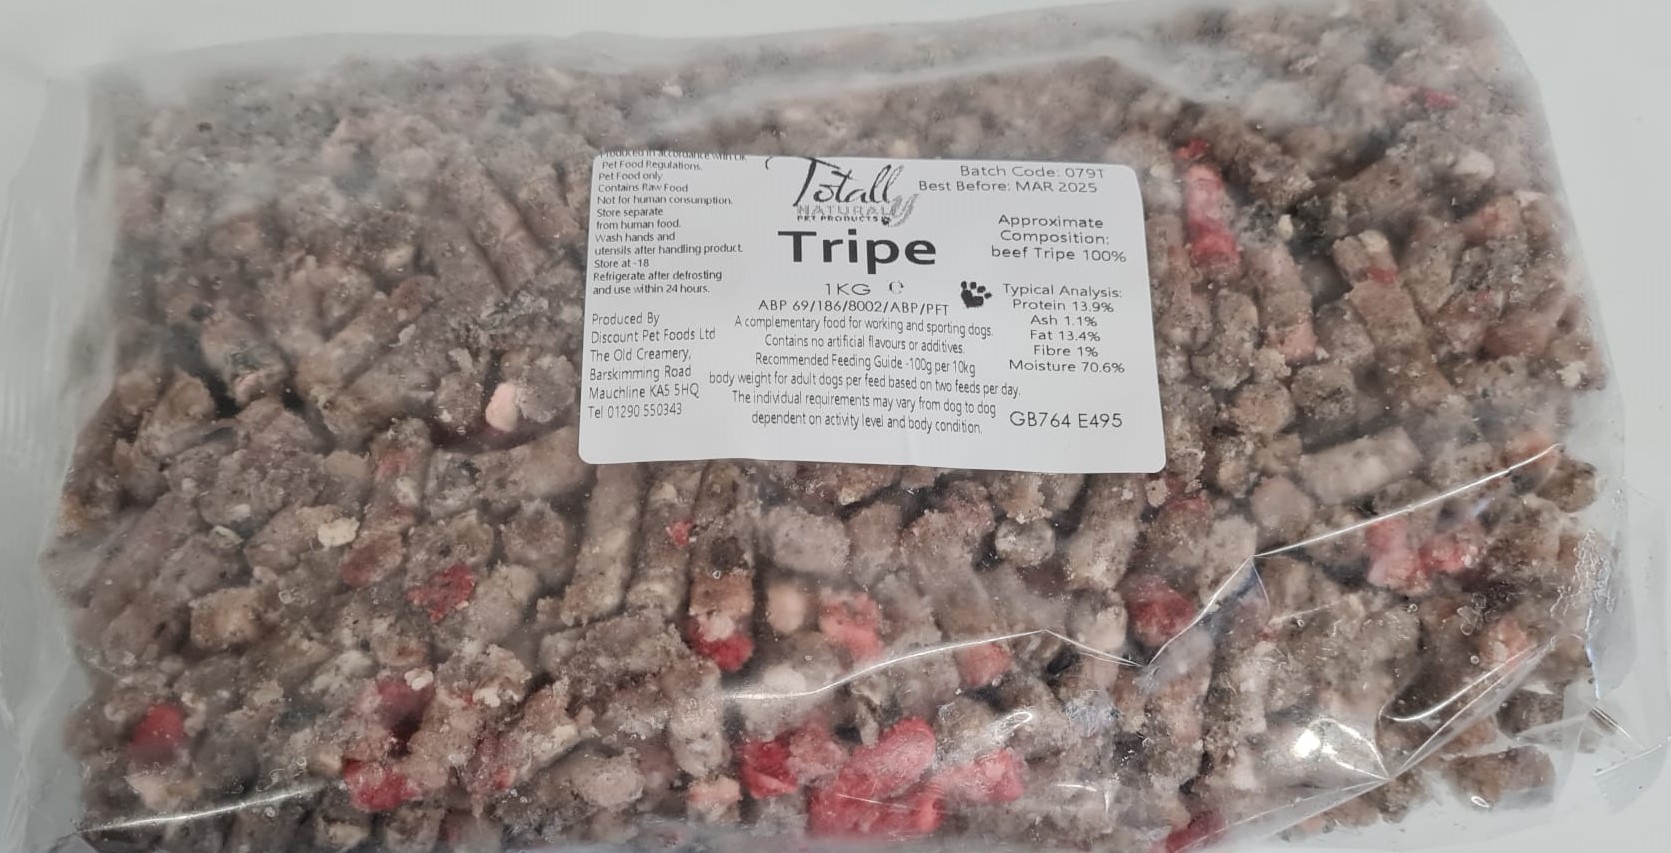 Produced in accordance with UK
Pet Food Regulations.
Pet Food only
Contains Raw Food
Not for human consumption.
Store separate
from human food.
Wash hands and
utensils after handling product.
Store at -18
Refrigerate after defrosting
and use within 24 hours.
Produced By
Discount Pet Foods Ltd
The Old Creamery,
Barskimming Road
Mauchline KA5 5HQ
Tel 01290 550343
Totally
NATURAL
PET PRODUCTS
Tripe
1KG ℮
ABP 69/186/8002/ABP/PFT
A complementary food for working and sporting dogs.
Contains no artificial flavours or additives.
Recommended Feeding Guide -100g per 10kg
body weight for adult dogs per feed based on two feeds per day.
The individual requirements may vary from dog to dog
dependent on activity level and body condition.
Batch Code: 079T
Best Before: MAR 2025
Approximate
Composition:
beef Tripe 100%
Typical Analysis:
Protein 13.9%
Ash 1.1%
Fat 13.4%
Fibre 1%
Moisture 70.6%
GB764 E495